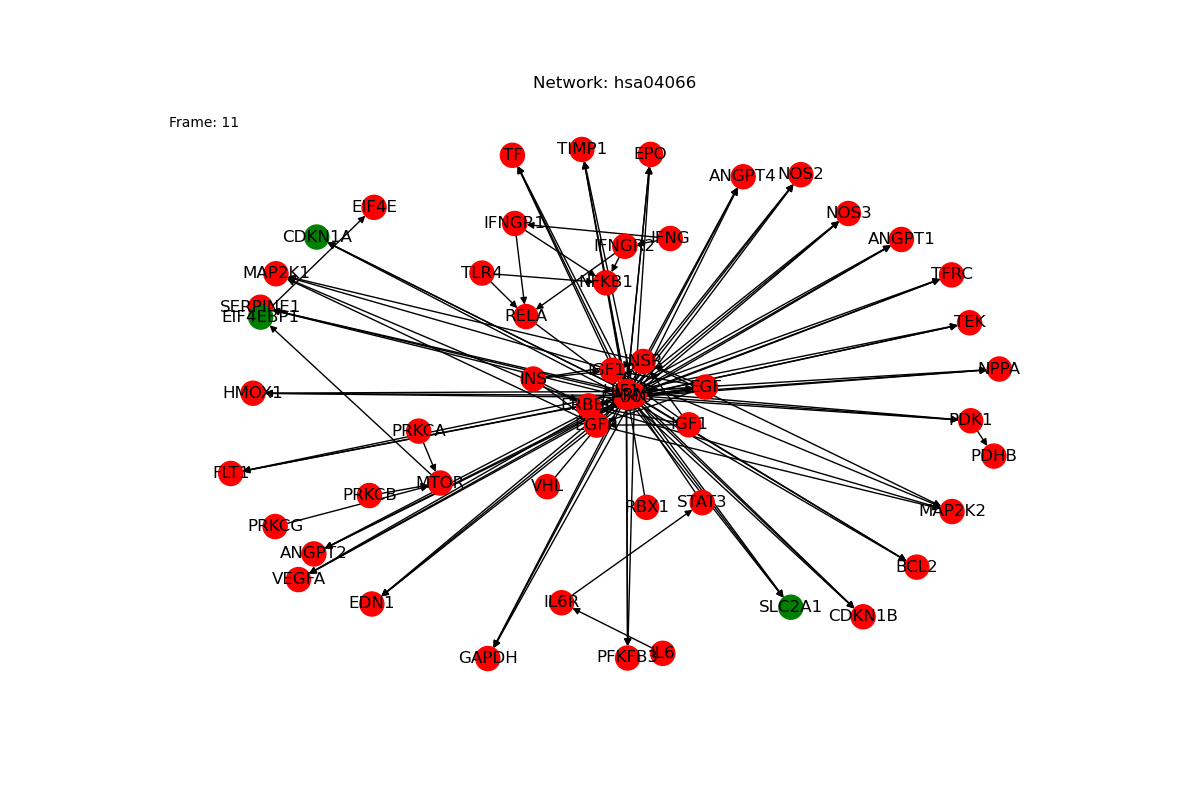 Network: hsa04066
Frame: 11
TF
TIMP1
EPO
ANGPT4
NOS2
EIF4E
IFNGR1
NOS3
CDKN1A
IFNGR2
IFNG
ANGPT1
MAP2K1
TLR4
NFKB1
TFRC
SERPINE1
EIF4EBP1
RELA
TEK
INSR
IGF1R
NPPA
INS
EGF
HMOX1
ERBB2
EGFR
IGF1
PDK1
PRKCA
PDHB
FLT1
MTOR
VHL
PRKCB
RBX1
STAT3
MAP2K2
PRKCG
ANGPT2
VEGFA
BCL2
EDN1
IL6R
SLC2A1
CDKN1B
GAPDH
PFKFB3
IL6